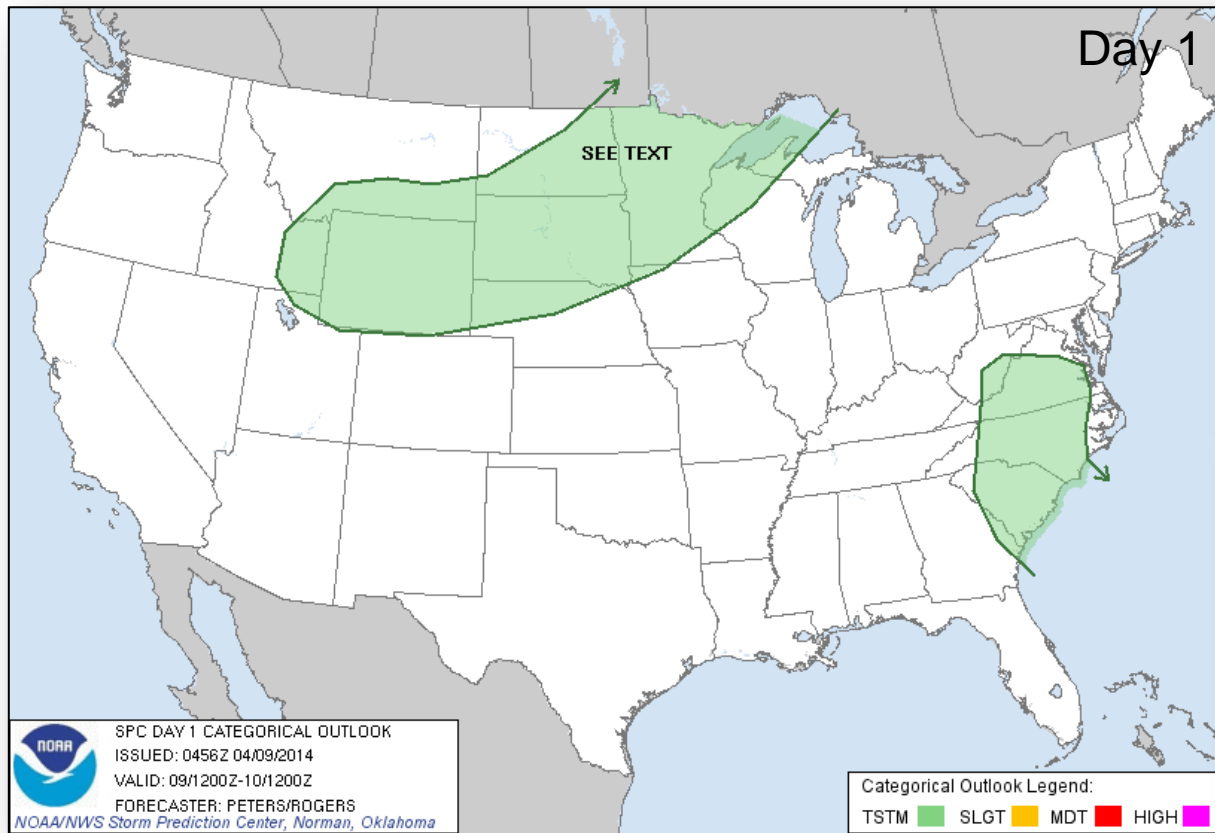 Day 1
SEE TEXT
NOAA
SPC DAY 1 CATEGORICAL OUTLOOK
ISSUED: 0456Z 04/09/2014
VALID: 09/1200Z-10/1200Z
FORECASTER: PETERS/ROGERS
NOAA/NWS Storm Prediction Center, Norman, Oklahoma
Categorical Outlook Legend:
TSTM SLGT MDT HIGH